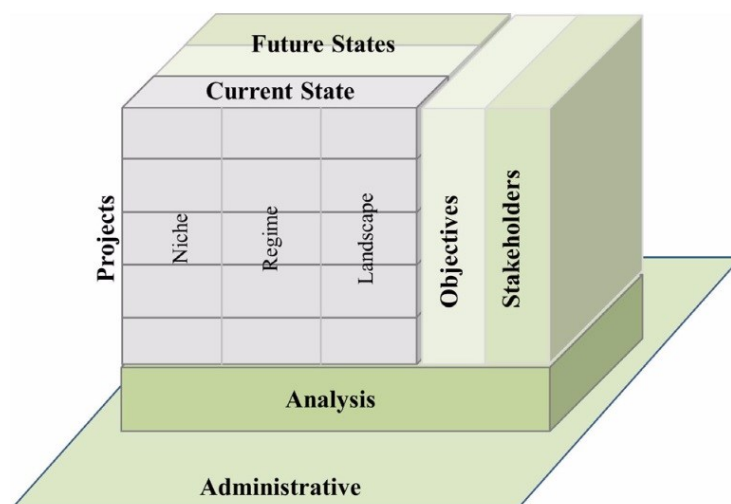 Future States
Current State
Projects
Niche
Regime
Landscape
Objectives
Stakeholders
Analysis
Administrative